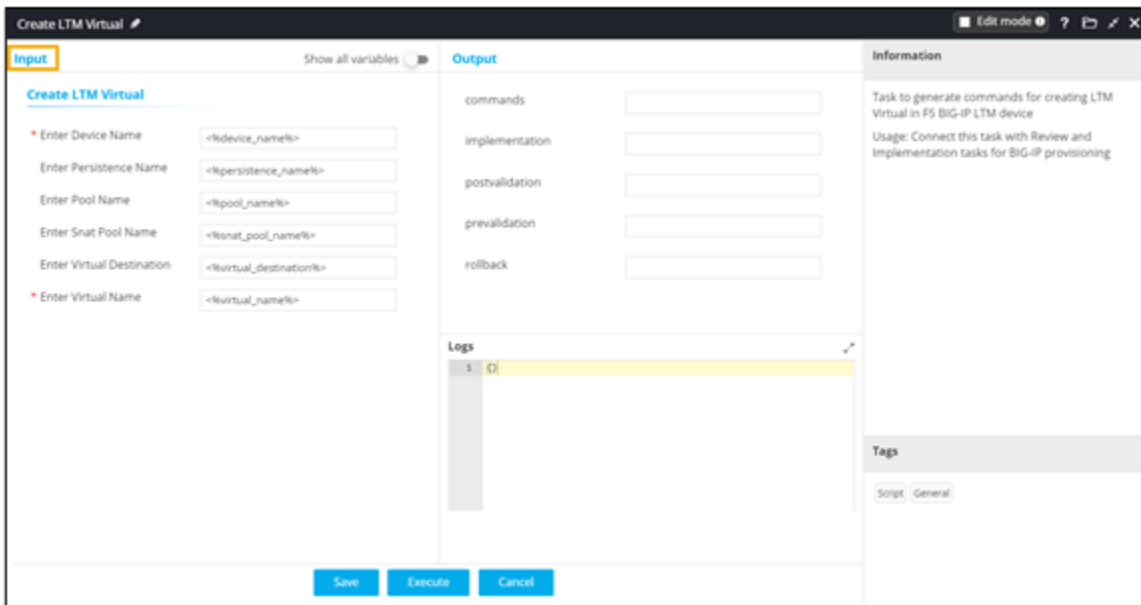 Create LTM Virtual
Edit mode
?
Input
Show all variables
Create LTM Virtual
* Enter Device Name <%device_name%>
Enter Persistence Name <%persistence_name%>
Enter Pool Name <%pool_name%>
Enter Snat Pool Name <%snat_pool_name%>
Enter Virtual Destination <%virtual_destination%>
* Enter Virtual Name <%virtual_name%>
Output
commands
implementation
postvalidation
prevalidation
rollback
Logs
1 {}
Information
Task to generate commands for creating LTM
Virtual in F5 BIG-IP LTM device
Usage: Connect this task with Review and
Implementation tasks for BIG-IP provisioning
Tags
Script General
Save Execute Cancel